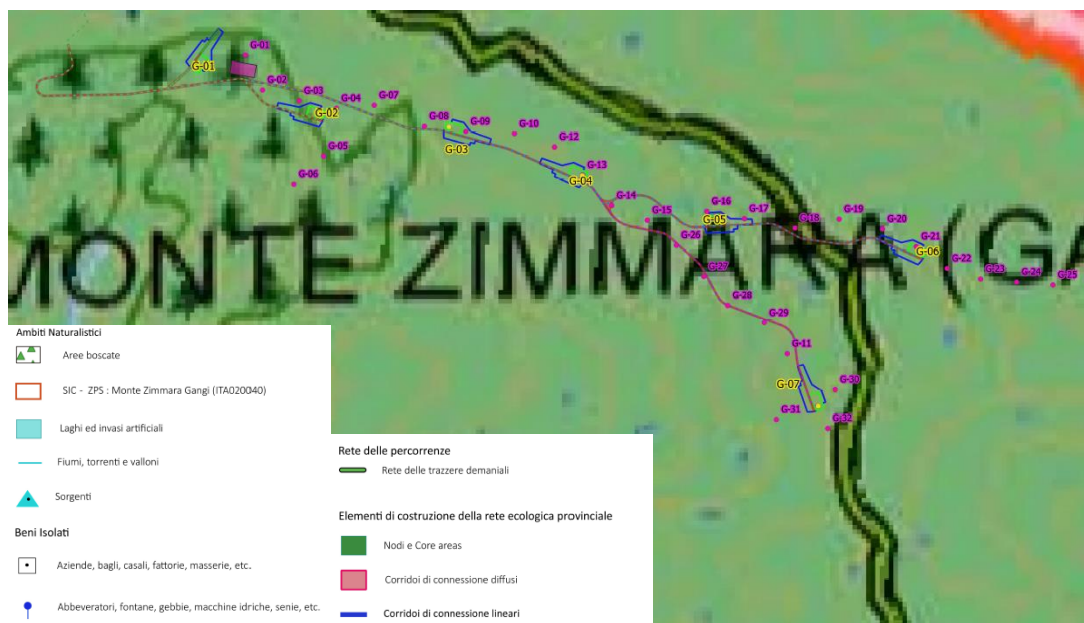 G-01
G-01
G-02
G-03
G-02
G-04
G-07
G-08
G-09
G-10
G-03
G-12
G-05
G-13
G-06
G-04
G-14
G-15
G-16
G-05
G-17
G-18
G-19
G-20
G-26
G-21
G-06
G-22
MONTE ZIMMARA (GA
G-27
G-23
G-24
G-25
G-28
G-29
G-11
G-07
G-30
G-31
G-32
Ambiti Naturalistici
Aree boscate
SIC - ZPS : Monte Zimmara Gangi (ITA020040)
Laghi ed invasi artificiali
Fiumi, torrenti e valloni
Sorgenti
Beni Isolati
Aziende, bagli, casali, fattorie, masserie, etc.
Abbeveratori, fontane, gebbie, macchine idriche, senie, etc.
Rete delle percorrenze
Rete delle trazzere demaniali
Elementi di costruzione della rete ecologica provinciale
Nodi e Core areas
Corridoi di connessione diffusi
Corridoi di connessione lineari